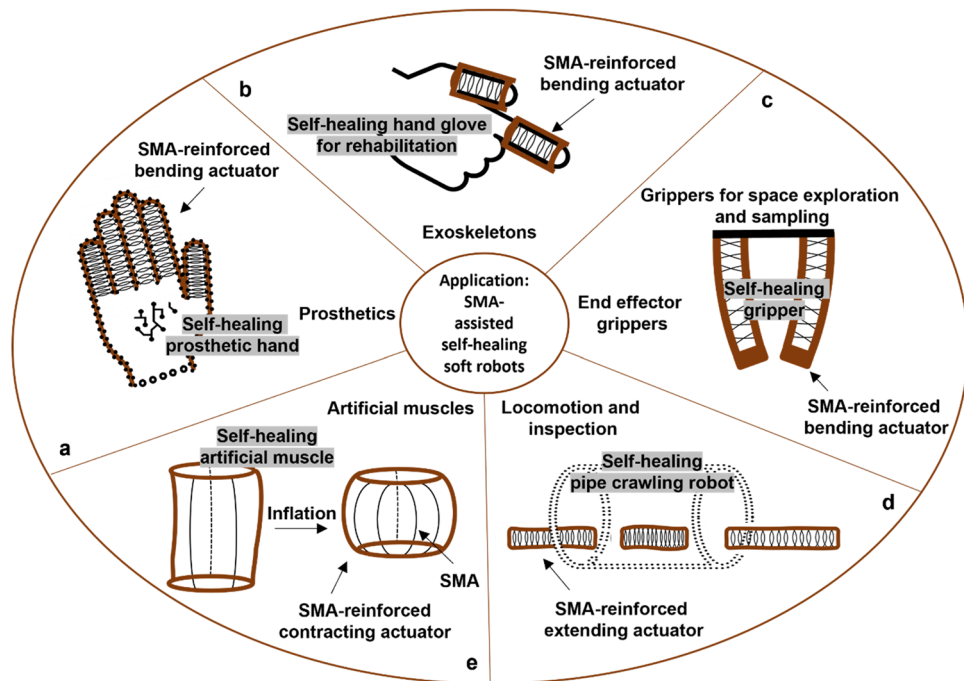 b
SMA-reinforced
bending actuator
Self-healing hand glove
for rehabilitation
Exoskeletons
c
Grippers for space exploration
and sampling
Self-healing
gripper
End effector
grippers
SMA-reinforced
bending actuator
SMA-reinforced
bending actuator
Prosthetics
Self-healing
prosthetic hand
a
Application:
SMA-
assisted
self-healing
soft robots
Artificial muscles
Self-healing
artificial muscle
Inflation
SMA
SMA-reinforced
contracting actuator
e
Locomotion and
inspection
Self-healing
pipe crawling robot
d
SMA-reinforced
extending actuator